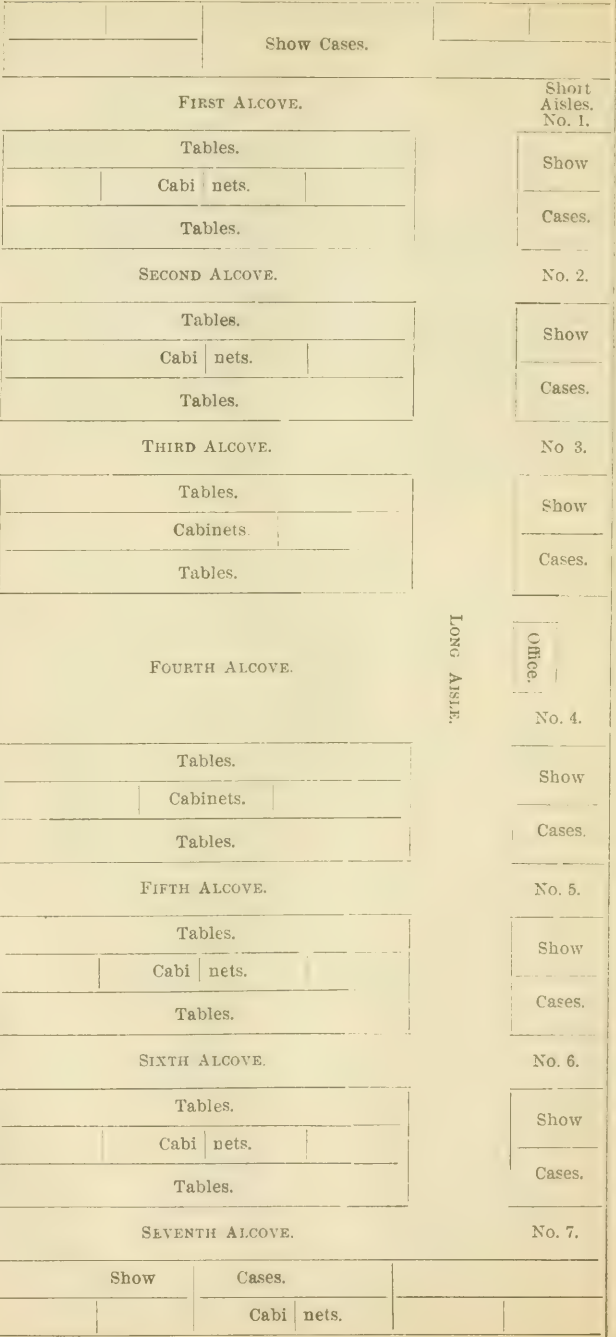 Show Cases.
FIRST ALCOVE.
Short
Aisles.
No. 1.
Tables.
Cabi nets.
Tables.
Show
Cases.
SECOND ALCOVE.
No. 2.
Tables.
Cabi nets.
Tables.
Show
Cases.
THIRD ALCOVE.
No 3.
Tables.
Cabinets.
Tables.
Show
Cases.
FOURTH ALCOVE.
LONG AISLE.
Office.
No. 4.
Tables.
Cabinets.
Tables.
Show
Cases.
FIFTH ALCOVE.
No. 5.
Tables.
Cabi nets.
Tables.
Show
Cases.
SIXTH ALCOVE.
No. 6.
Tables.
Cabi nets.
Tables.
Show
Cases.
SEVENTH ALCOVE.
No. 7.
Show Cases.
Cabi nets.